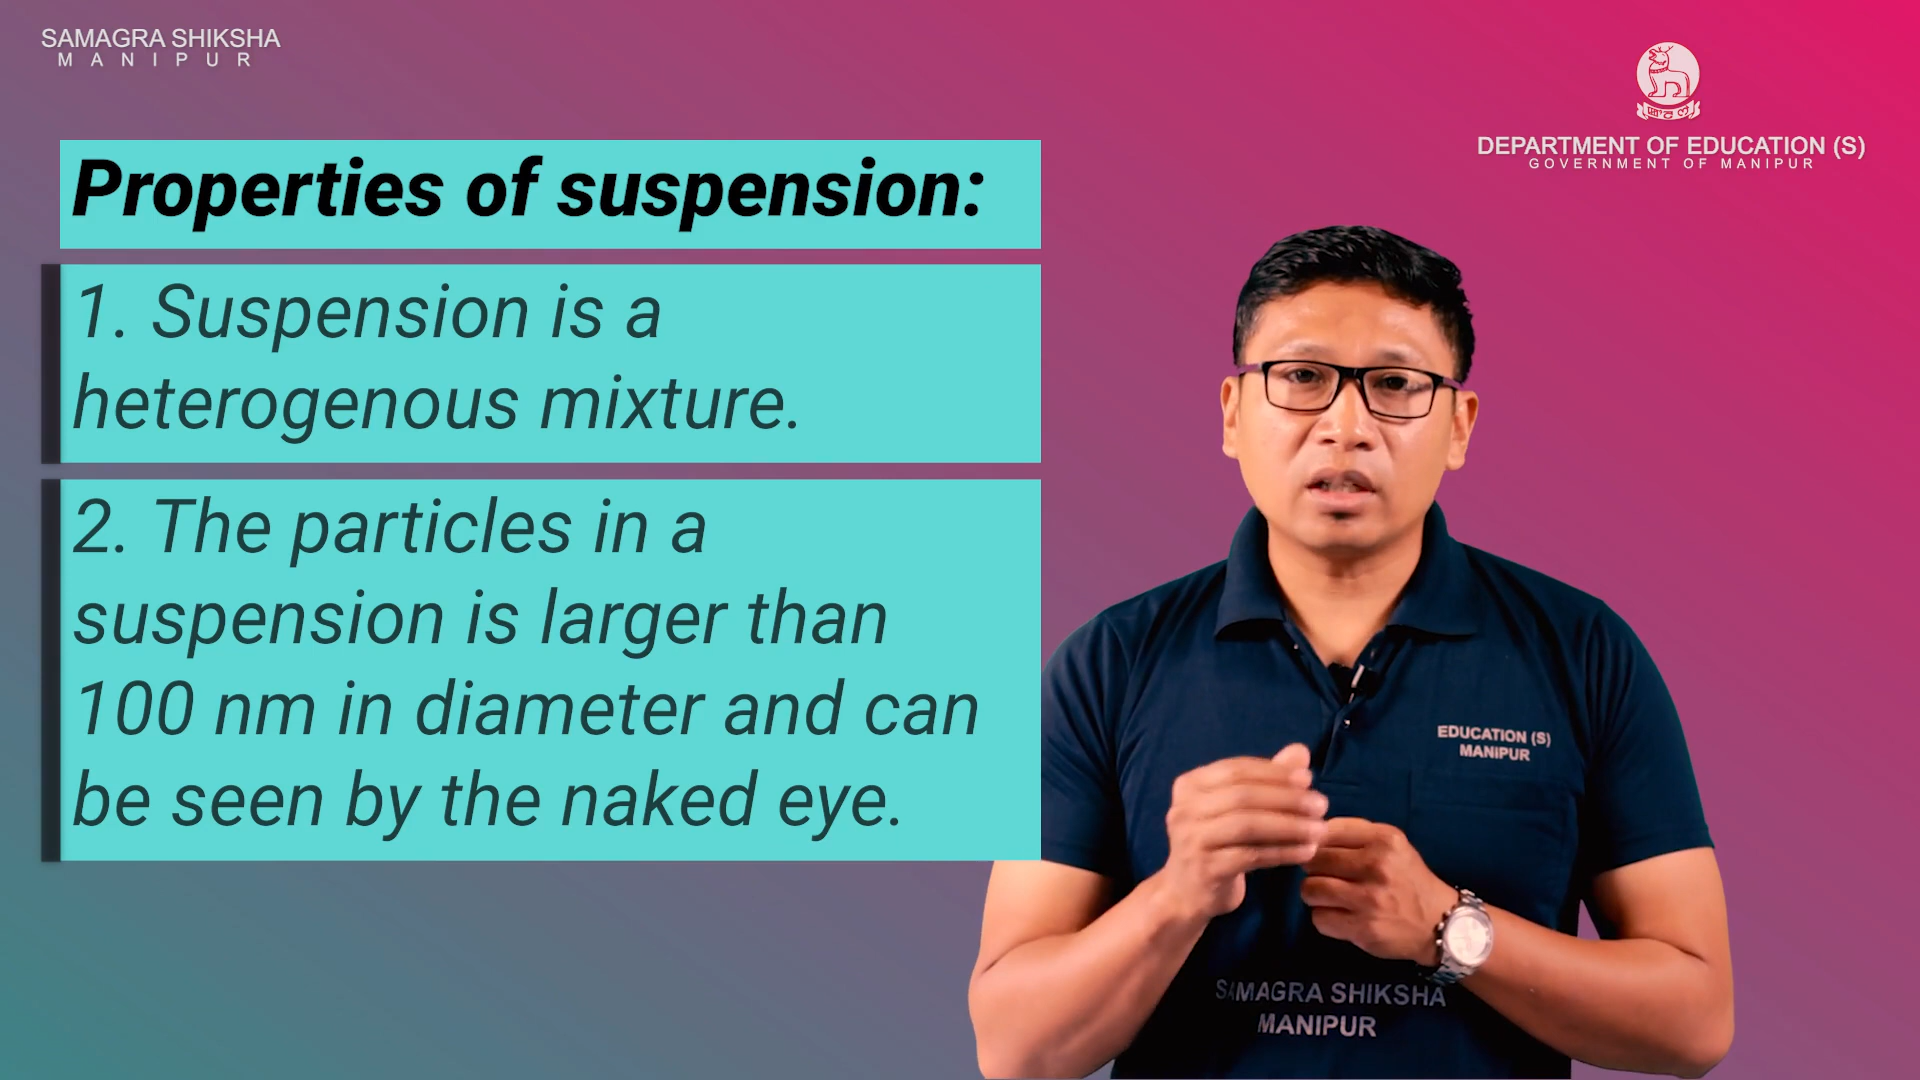 SAMAGRA SHIKSHA
MANIPUR
DEPARTMENT OF EDUCATION (S)
GOVERNMENT OF MANIPUR
Properties of suspension:
1. Suspension is a
heterogenous mixture.
2. The particles in a
suspension is larger than
100 nm in diameter and can
be seen by the naked eye.
EDUCATION (S)
MANIPUR
SAMAGRA SHIKSHA
MANIPUR